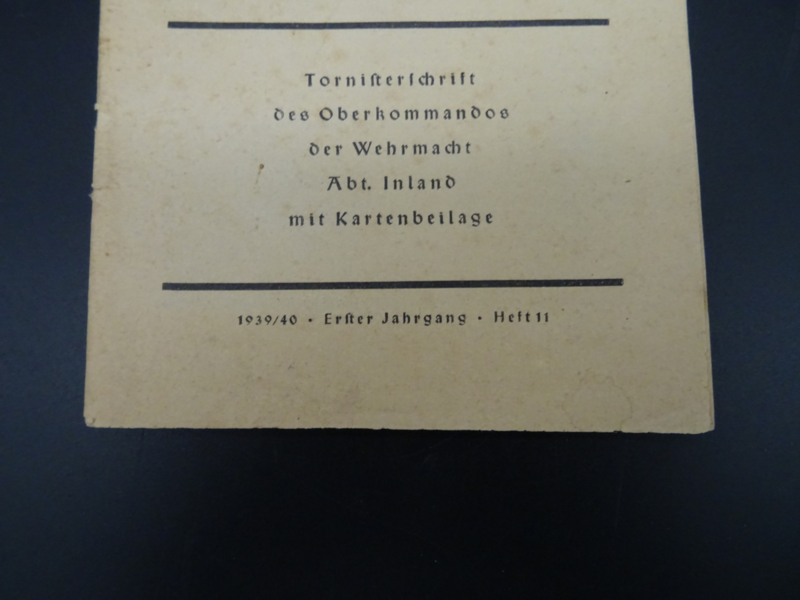 Tornisterschrift
des Oberkommandos
der Wehrmacht
Abt. Inland
mit Kartenbeilage
1939/40 · Erster Jahrgang · Heft 11